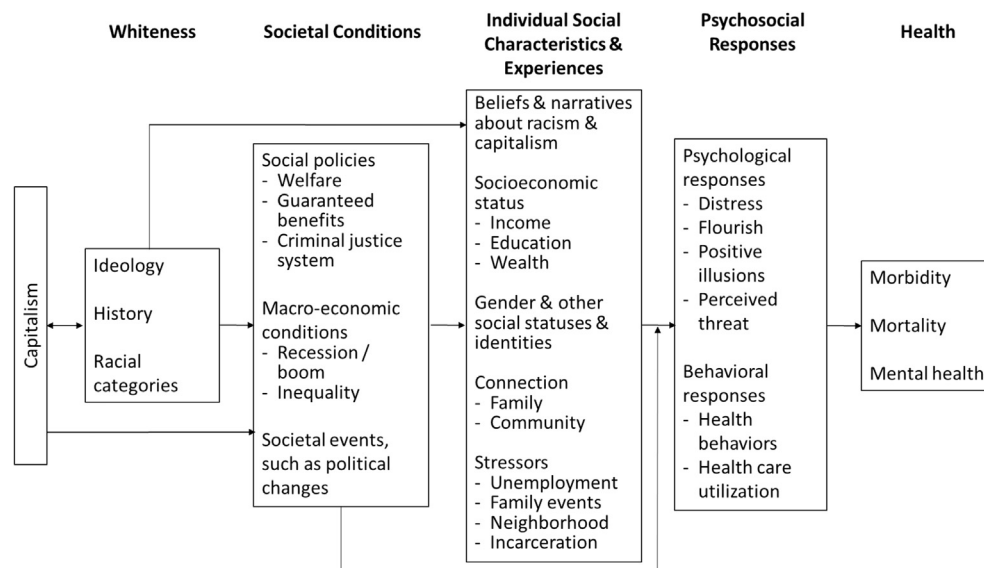 Whiteness
Societal Conditions
Individual Social
Characteristics &
Experiences
Psychosocial
Responses
Health
Capitalism
Ideology
History
Racial
categories
Social policies
- Welfare
- Guaranteed
benefits
- Criminal justice
system
Macro-economic
conditions
- Recession /
boom
- Inequality
Societal events,
such as political
changes
Beliefs & narratives
about racism &
capitalism
Socioeconomic
status
- Income
- Education
- Wealth
Gender & other
social statuses &
identities
Connection
- Family
- Community
Stressors
- Unemployment
- Family events
- Neighborhood
- Incarceration
Psychological
responses
- Distress
- Flourish
- Positive
illusions
- Perceived
threat
Behavioral
responses
- Health
behaviors
- Health care
utilization
Morbidity
Mortality
Mental health